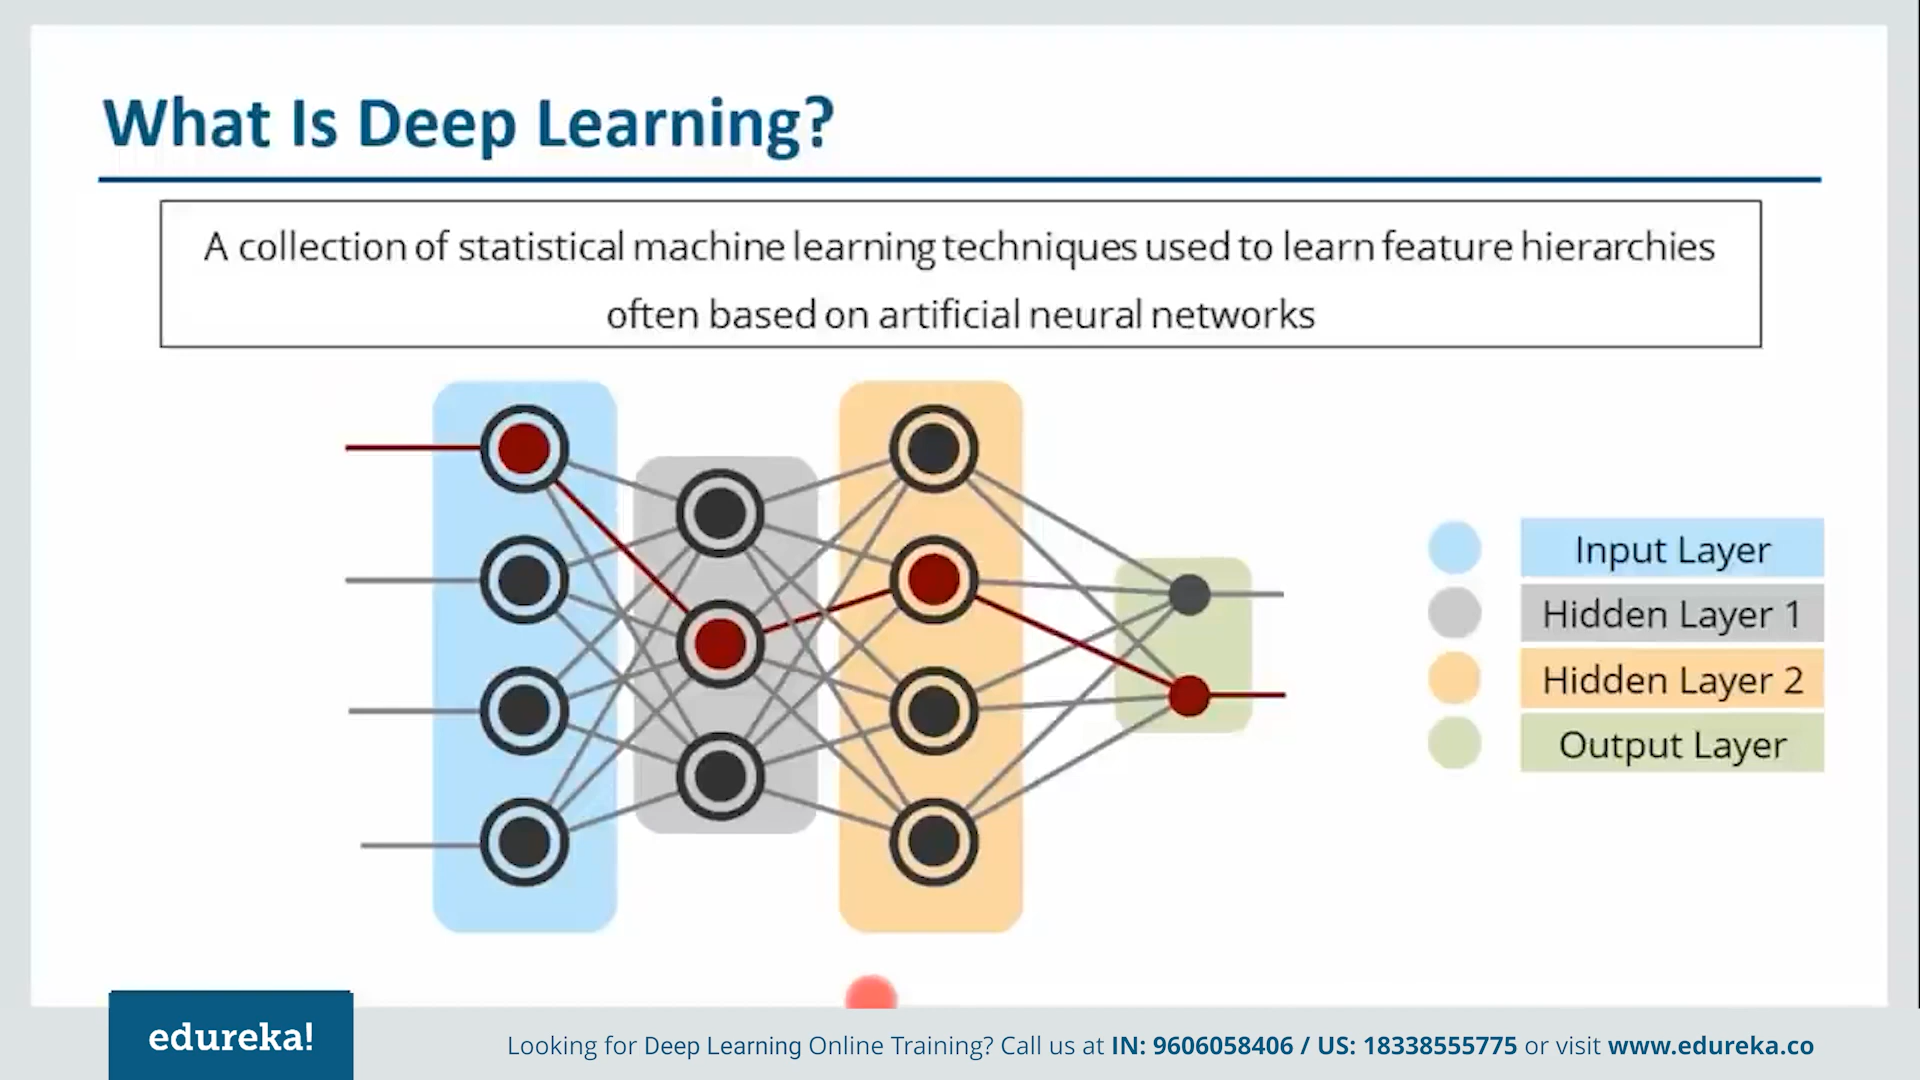 What Is Deep Learning?
A collection of statistical machine learning techniques used to learn feature hierarchies
often based on artificial neural networks
Input Layer
Hidden Layer 1
Hidden Layer 2
Output Layer
edureka!
Looking for Deep Learning Online Training? Call us at IN: 9606058406 / US: 18338555775 or visit www.edureka.co